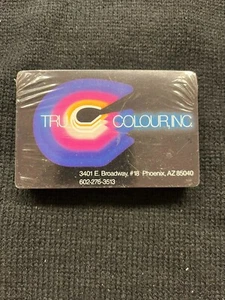 TRU COLOUR, INC.
3401 E. Broadway, #18 Phoenix, AZ 85040
602-276-3513